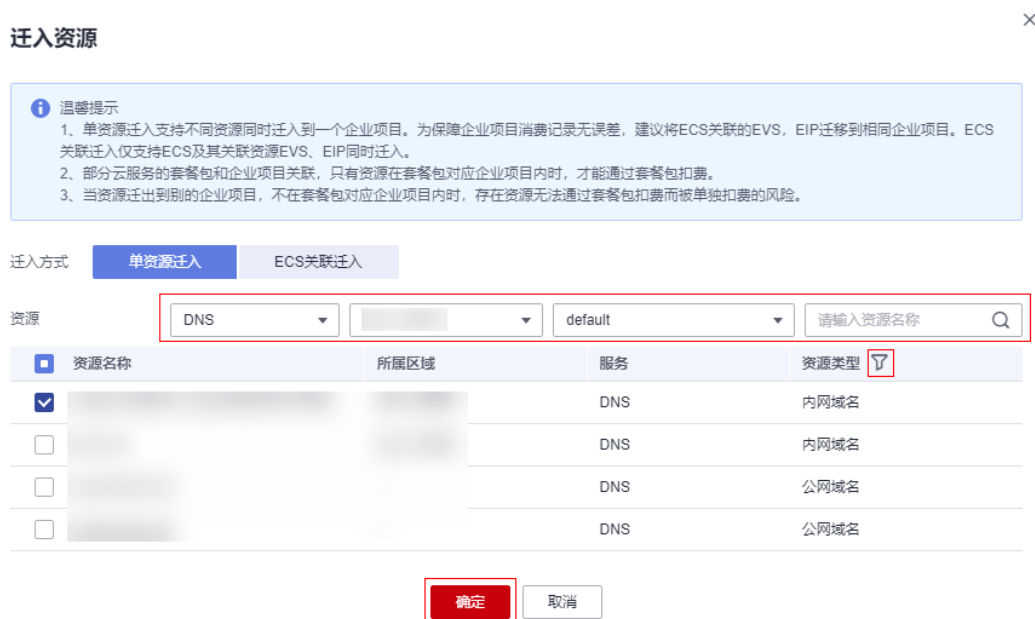 迁入资源
温馨提示
1、单资源迁入支持不同资源同时迁入到一个企业项目。为保障企业项目消费记录无误差，建议将ECS关联的EVS，EIP迁移到相同企业项目。ECS
关联迁入仅支持ECS及其关联资源EVS、EIP同时迁入。
2、部分云服务的套餐包和企业项目关联，只有资源在套餐包对应企业项目内时，才能通过套餐包扣费。
3、当资源迁出到别的企业项目，不在套餐包对应企业项目内时，存在资源无法通过套餐包扣费而被单独扣费的风险。
迁入方式 单资源迁入 ECS关联迁入
资源 DNS default 请输入资源名称
资源名称 所属区域 服务 资源类型
DNS 内网域名
DNS 内网域名
DNS 公网域名
DNS 公网域名
确定 取消